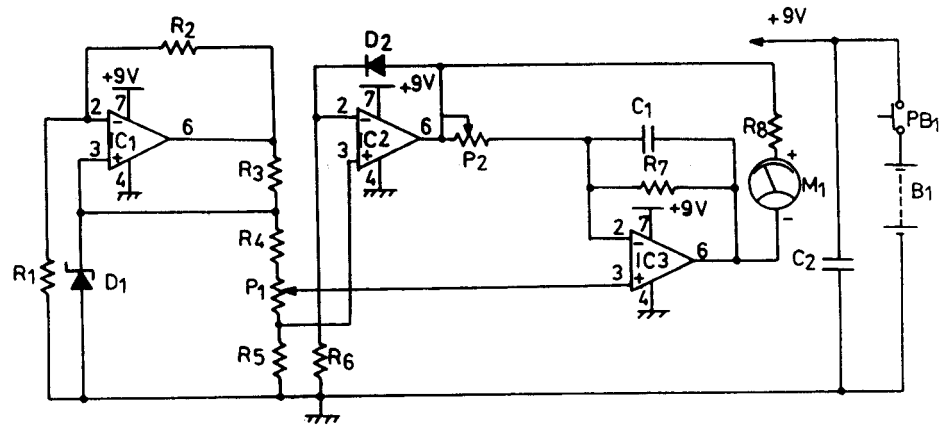 R2
D2
+9V
+9V
+9V
2
7
IC1
6
3
+
4
R3
2
7
IC2
6
3
+
4
P2
C1
R7
R8
+
M1
-
PB1
B1
R1
D1
R4
P1
+9V
2
7
IC3
6
3
+
4
C2
R5
R6